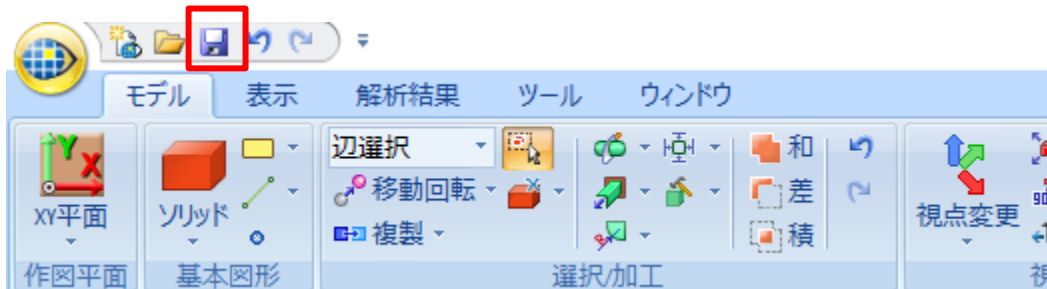 モデル 表示 解析結果 ツール ウィンドウ
辺選択 和
移動回転 差
XY平面 ソリッド 視点変更
複製 積
作図平面 基本図形 選択/加工